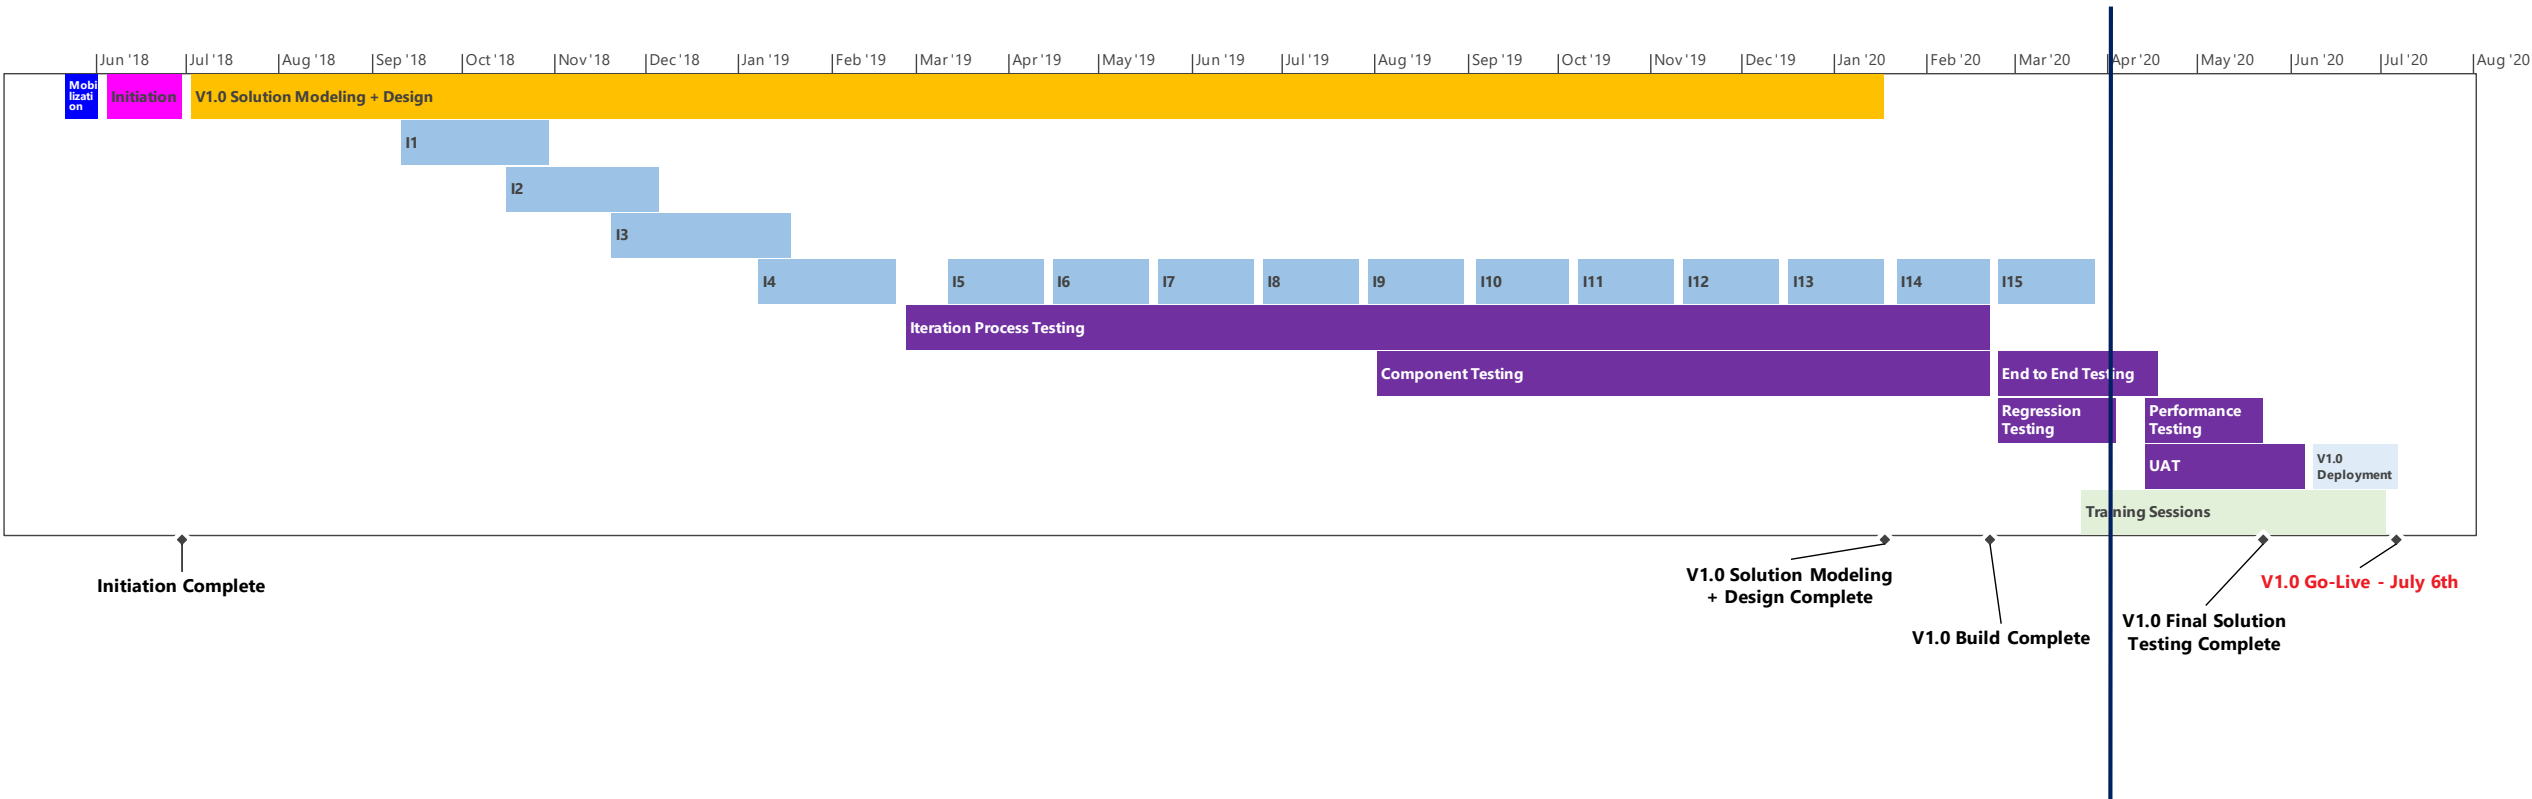 Jun '18
Jul '18
Aug '18
Sep '18
Oct '18
Nov '18
Dec '18
Jan '19
Feb '19
Mar '19
Apr '19
May '19
Jun '19
Jul '19
Aug '19
Sep '19
Oct '19
Nov '19
Dec '19
Jan '20
Feb '20
Mar '20
Apr '20
May '20
Jun '20
Jul '20
Aug '20
Mobi
lizati
on
Initiation
V1.0 Solution Modeling + Design
I1
I2
I3
I4
I5
I6
I7
I8
I9
I10
I11
I12
I13
I14
I15
Iteration Process Testing
Component Testing
End to End Testing
Regression
Testing
Performance
Testing
UAT
V1.0
Deployment
Training Sessions
Initiation Complete
V1.0 Solution Modeling
+ Design Complete
V1.0 Build Complete
V1.0 Final Solution
Testing Complete
V1.0 Go-Live - July 6th